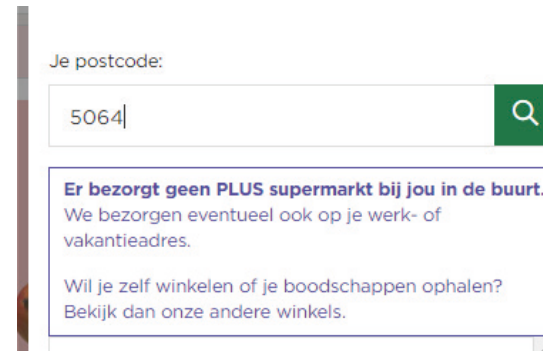 Je postcode:
5064
Er bezorgt geen PLUS supermarkt bij jou in de buurt.
We bezorgen eventueel ook op je werk- of
vakantieadres.
Wil je zelf winkelen of je boodschappen ophalen?
Bekijk dan onze andere winkels.